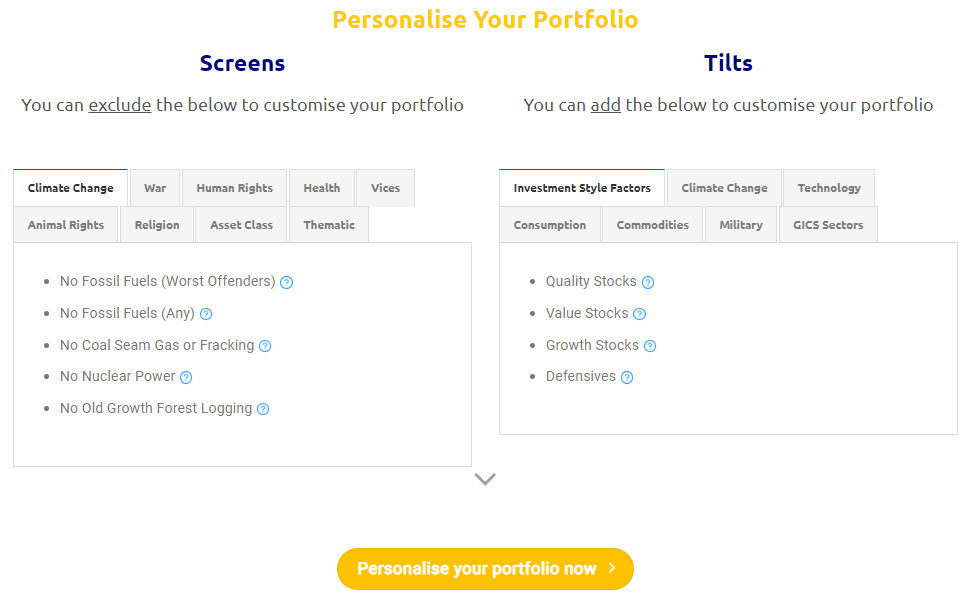 Personalise Your Portfolio
Screens
You can exclude the below to customise your portfolio
Climate Change
War
Human Rights
Health
Vices
Animal Rights
Religion
Asset Class
Thematic
No Fossil Fuels (Worst Offenders)
No Fossil Fuels (Any)
No Coal Seam Gas or Fracking
No Nuclear Power
No Old Growth Forest Logging
Tilts
You can add the below to customise your portfolio
Investment Style Factors
Climate Change
Technology
Consumption
Commodities
Military
GICS Sectors
Quality Stocks
Value Stocks
Growth Stocks
Defensives
Personalise your portfolio now